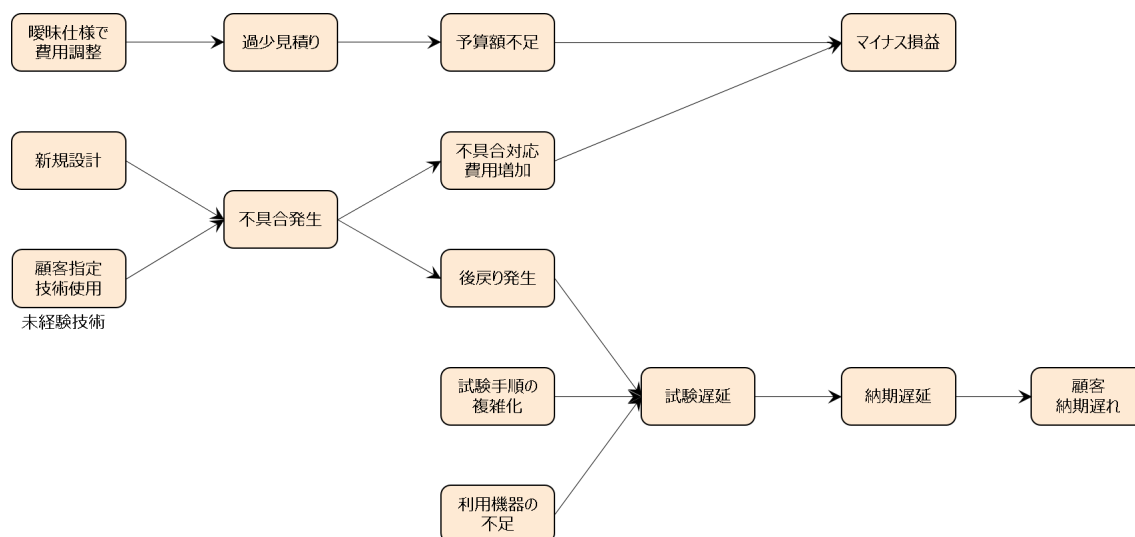 曖昧仕様で
費用調整
過少見積り
予算額不足
マイナス損益
新規設計
不具合対応
費用増加
不具合発生
顧客指定
技術使用
未経験技術
後戻り発生
試験手順の
複雑化
試験遅延
納期遅延
顧客
納期遅れ
利用機器の
不足